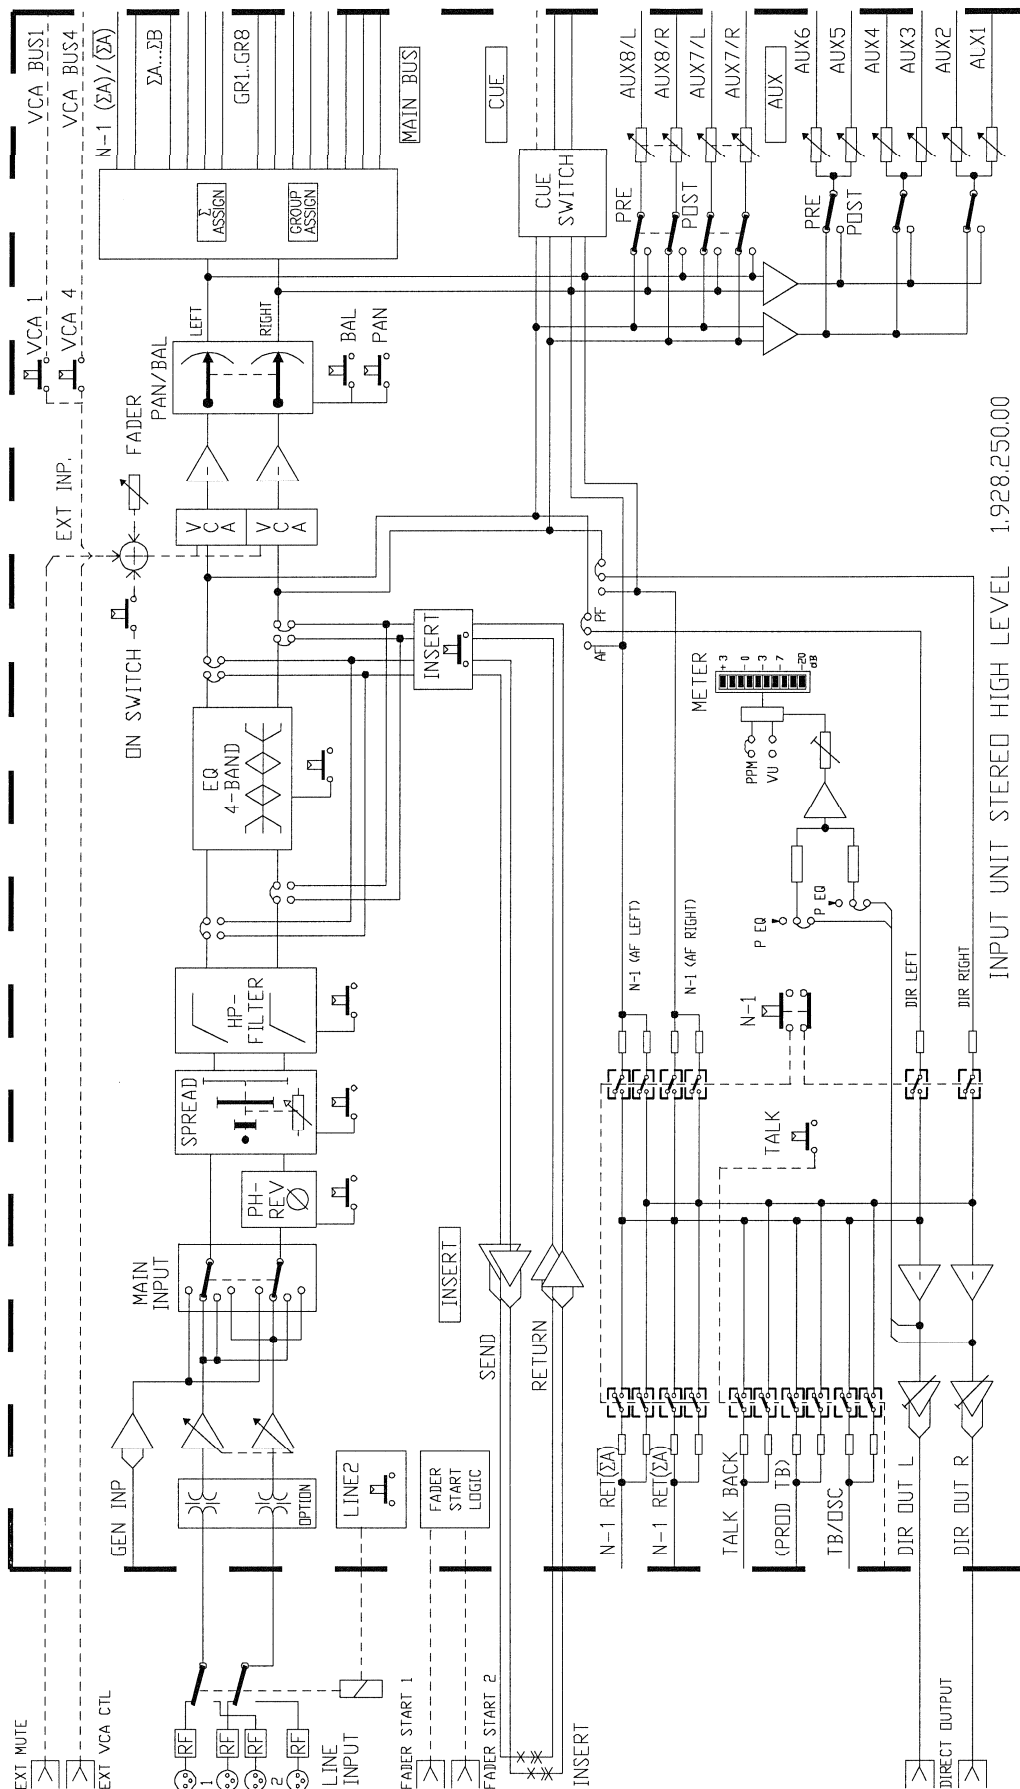 EXT MUTE
EXT VCA CTL
1
2
RF
RF
RF
RF
LINE
INPUT
FADER START 1
FADER START 2
INSERT
DIRECT OUTPUT
GEN INP
OPTION
LINE2
FADER
START
LOGIC
MAIN
INPUT
PH-
REV
SPREAD
HP-
FILTER
EQ
4-BAND
INSERT
ON SWITCH
EXT INP.
FADER
V
C
A
V
C
A
PAN/BAL
LEFT
RIGHT
BAL
PAN
VCA 1
VCA 4
VCA BUS1
VCA BUS4
N-1 (ΣA)/(ΣA)
ΣA...ΣB
GR1..GR8
Σ
ASSIGN
GROUP
ASSIGN
MAIN BUS
CUE
CUE
SWITCH
AUX8/L
AUX8/R
AUX7/L
AUX7/R
PRE
POST
AUX
AUX6
AUX5
AUX4
AUX3
AUX2
AUX1
PRE
POST
INSERT
SEND
RETURN
AF
PF
METER
+3
-0
-3
-7
-20
dB
PPM
VU
P EQ
P EQ
N-1 (AF LEFT)
N-1 (AF RIGHT)
N-1
TALK
DIR LEFT
DIR RIGHT
N-1 RET(ΣA)
N-1 RET(ΣA)
TALK BACK
(PROD TB)
TB/OSC
DIR OUT L
DIR OUT R
INPUT UNIT STEREO HIGH LEVEL 1.928.250.00